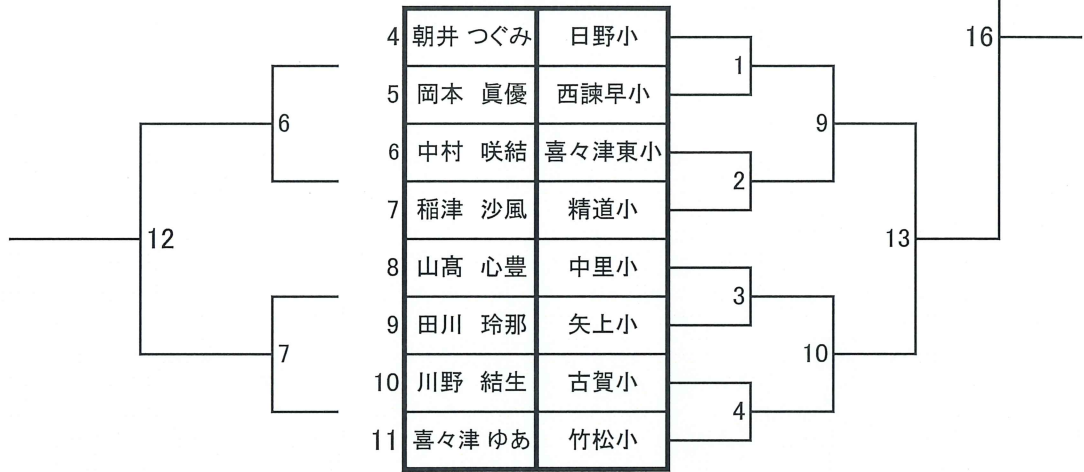 16
4 朝井 つぐみ 日野小
1
5 岡本 眞優 西諫早小
6 9
6 中村 咲結 喜々津東小
2
7 稲津 沙風 精道小
12 13
8 山髙 心豊 中里小
3
9 田川 玲那 矢上小
7 10
10 川野 結生 古賀小
4
11 喜々津 ゆあ 竹松小